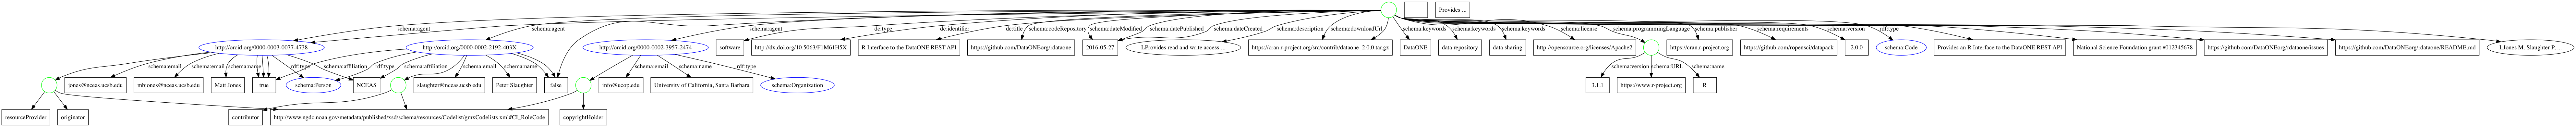 Provides ...
schema:agent
schema:agent
schema:agent
dc:type
dc:identifier
dc:title
schema:codeRepository
schema:dateModified
schema:datePublished
schema:dateCreated
schema:description
schema:downloadUrl
schema:keywords
schema:keywords
schema:keywords
schema:license
schema:programmingLanguage
schema:publisher
schema:requirements
schema:version
rdf:type
http://orcid.org/0000-0003-0077-4738
http://orcid.org/0000-0002-2192-403X
http://orcid.org/0000-0002-3957-2474
software
http://dx.doi.org/10.5063/F1M61H5X
R Interface to the DataONE REST API
https://github.com/DataONEorg/rdataone
2016-05-27
LProvides read and write access ...
https://cran.r-project.org/src/contrib/dataone_2.0.0.tar.gz
DataONE
data repository
data sharing
http://opensource.org/licenses/Apache2
https://cran.r-project.org
https://github.com/ropensci/datapack
2.0.0
schema:Code
Provides an R Interface to the DataONE REST API
National Science Foundation grant #012345678
https://github.com/DataONEorg/rdataone/issues
https://github.com/DataONEorg/rdataone/README.md
LJones M. Slaughter P, ...
schema:email
schema:email
schema:name
rdf:type
schema:affiliation
rdf:type
schema:affiliation
schema:email
schema:name
schema:email
schema:name
rdf:type
schema:version
schema:URL
schema:name
jones@nceas.ucsb.edu
mbjones@nceas.ucsb.edu
Matt Jones
true
schema:Person
NCEAS
slaughter@nceas.ucsb.edu
Peter Slaughter
false
info@ucop.edu
University of California, Santa Barbara
schema:Organization
3.1.1
https://www.r-project.org
R
resourceProvider
originator
contributor
http://www.ngdc.noaa.gov/metadata/published/xsd/schema/resources/Codelist/gmxCodelists.xml#CI_RoleCode
copyrightHolder